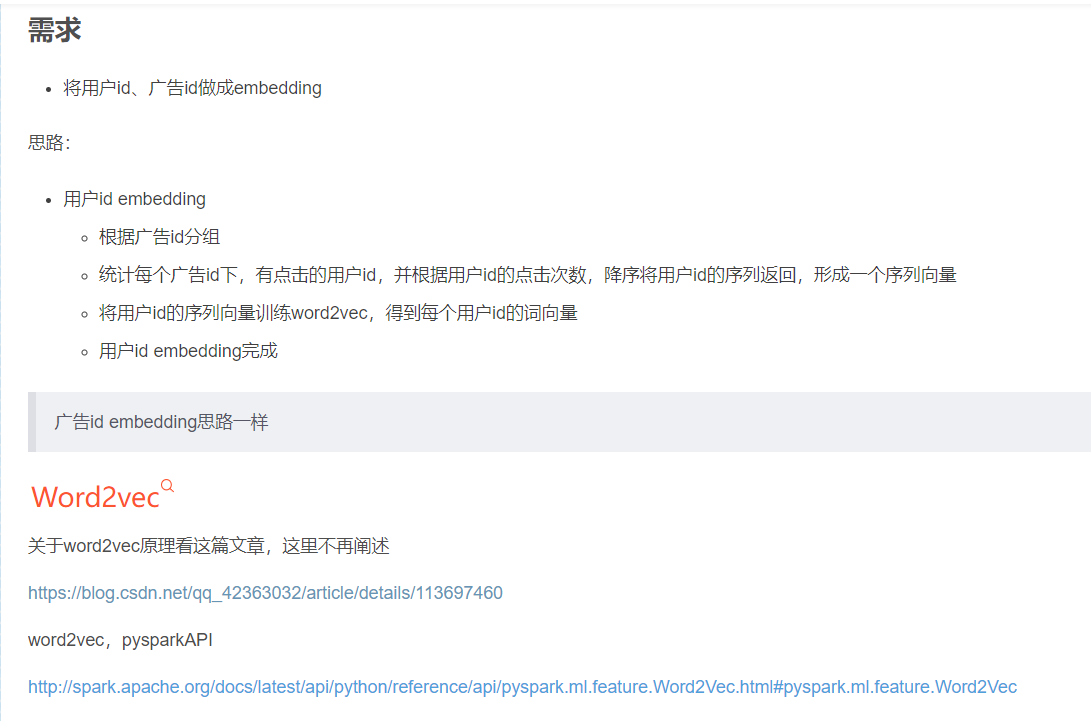 需求
将用户id、广告id做成embedding
思路：
用户id embedding
根据广告id分组
统计每个广告id下，有点击的用户id，并根据用户id的点击次数，降序将用户id的序列返回，形成一个序列向量
将用户id的序列向量训练word2vec，得到每个用户id的词向量
用户id embedding完成
广告id embedding思路一样
Word2vec
关于word2vec原理看这篇文章，这里不再阐述
https://blog.csdn.net/qq_42363032/article/details/113697460
word2vec，pysparkAPI
http://spark.apache.org/docs/latest/api/python/reference/api/pyspark.ml.feature.Word2Vec.html#pyspark.ml.feature.Word2Vec